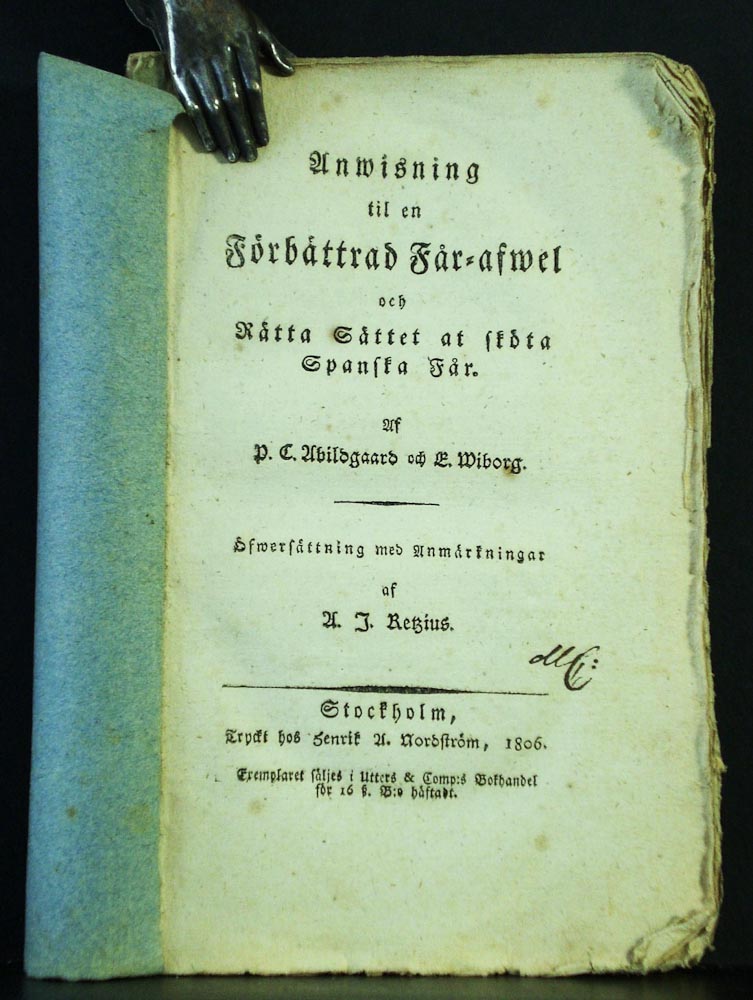 Anwisning
til en
Förbättrad Får-afwel
och
Rätta Sättet at sköta
Spanska Får.
Af
P. C. Abildgaard och E. Wiborg.
Öfwersättning med Anmärkningar
af
A. J. Retzius.
Stockholm,
Tryckt hos Henrik A. Nordström, 1806.
Exemplaret säljes i Utters & Comp:s Bokhandel
för 16 ß. B:o häftadt.